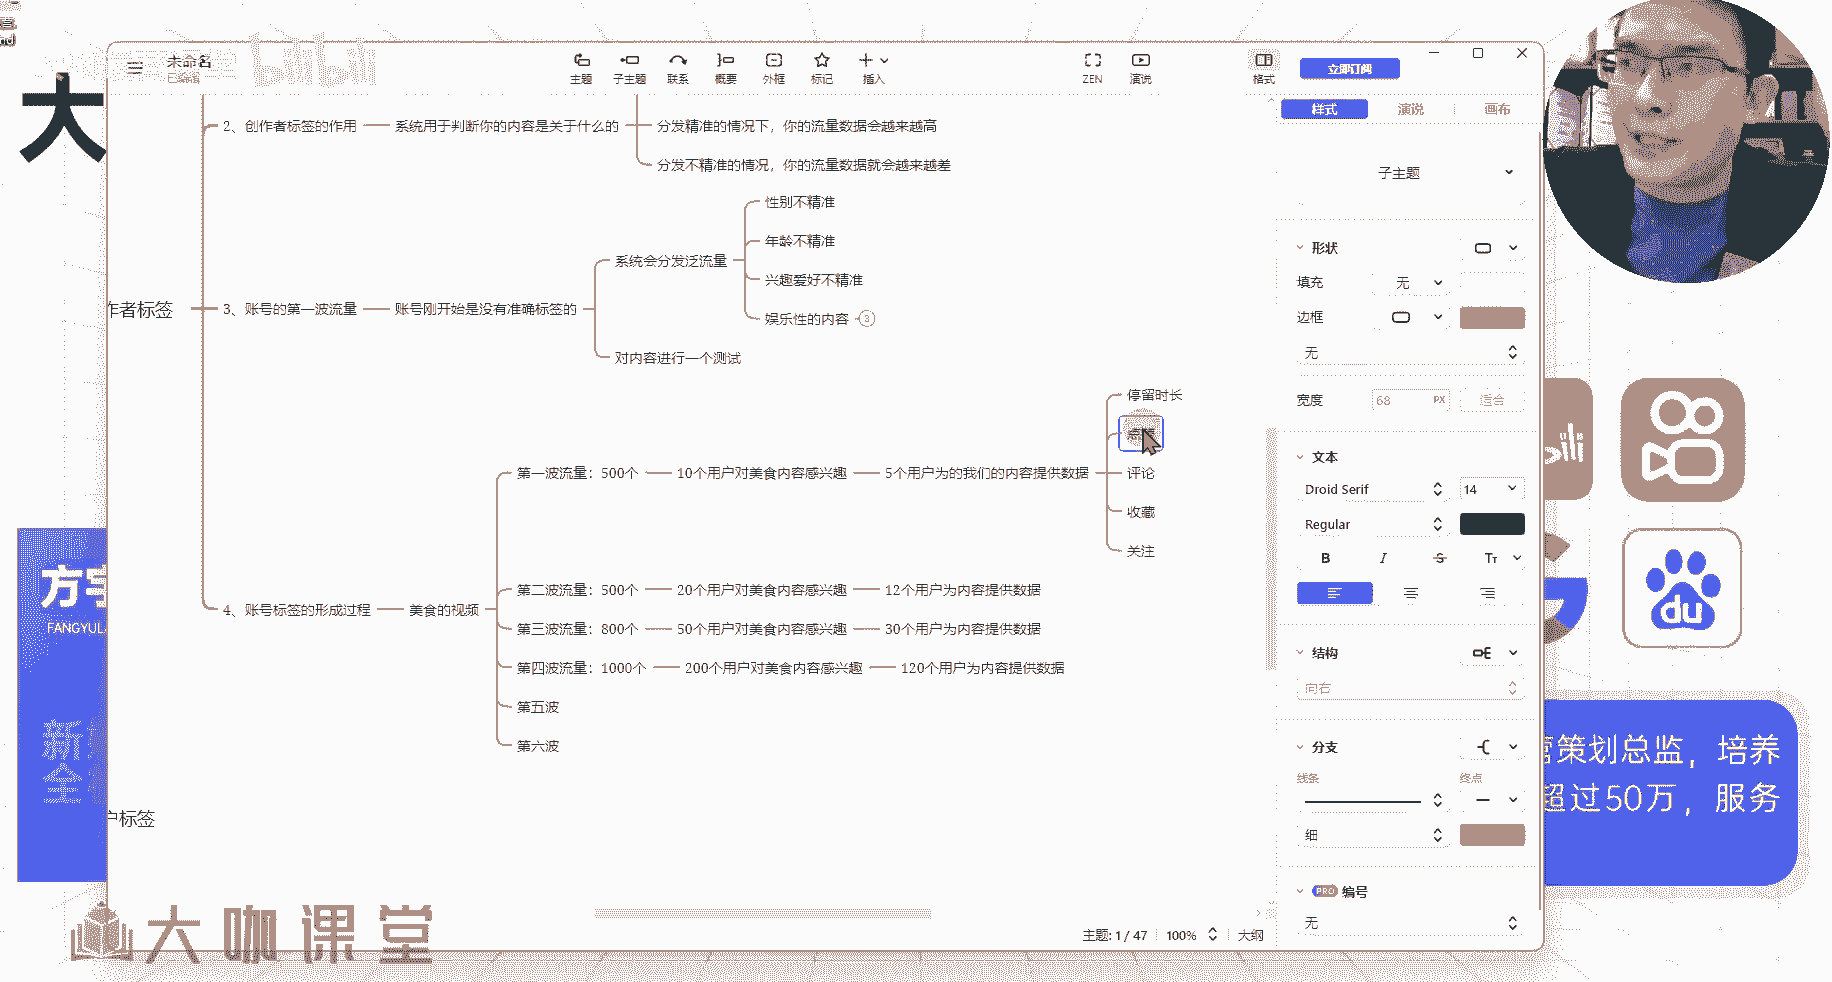 未命名
已编辑
bilibili
主题
子主题
联系
概要
外框
标记
插入
ZEN
演说
格式
立即订阅
大
样式
演说
画布
2、创作者标签的作用
系统用于判断你的内容是关于什么的
分发精准的情况下，你的流量数据会越来越高
分发不精准的情况，你的流量数据就会越来越差
子主题
性别不精准
年龄不精准
系统会分发泛流量
兴趣爱好不精准
娱乐性的内容
3
作者标签
3、账号的第一波流量
账号刚开始是没有准确标签的
对内容进行一个测试
形状
填充
无
边框
无
宽度
68
PX
适合
停留时长
评论
收藏
关注
第一波流量：500个
10个用户对美食内容感兴趣
5个用户为的我们的内容提供数据
文本
Droid Serif
14
Regular
B
I
S
TT
4、账号标签的形成过程
美食的视频
第二波流量：500个
20个用户对美食内容感兴趣
12个用户为内容提供数据
第三波流量：800个
50个用户对美食内容感兴趣
30个用户为内容提供数据
第四波流量：1000个
200个用户对美食内容感兴趣
120个用户为内容提供数据
第五波
第六波
结构
向右
分支
线条
终点
细
PRO
编号
无
户标签
方宇
FANGYUL
新
全
du
营策划总监，培养
超过50万，服务
大咖课堂
主题: 1 / 47
100%
大纲